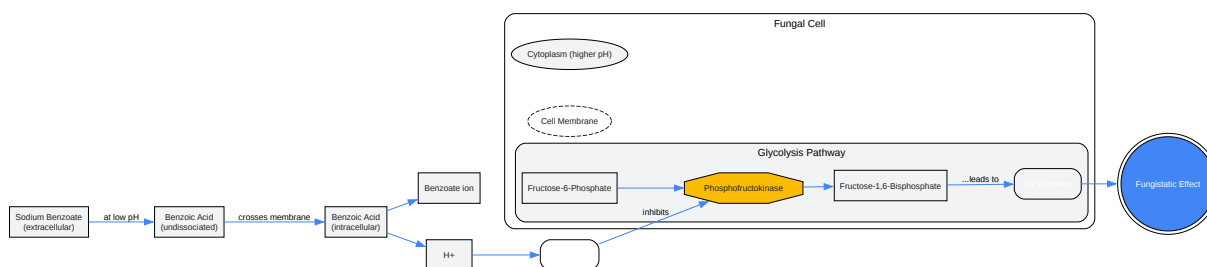 Fungal Cell
Cytoplasm (higher pH)
Cell Membrane
Glycolysis Pathway
Fructose-6-Phosphate
Phosphofructokinase
Fructose-1,6-Bisphosphate
...leads to
Fungistatic Effect
inhibits
Benzoate ion
Sodium Benzoate
(extracellular)
at low pH
Benzoic Acid
(undissociated)
crosses membrane
Benzoic Acid
(intracellular)
H+